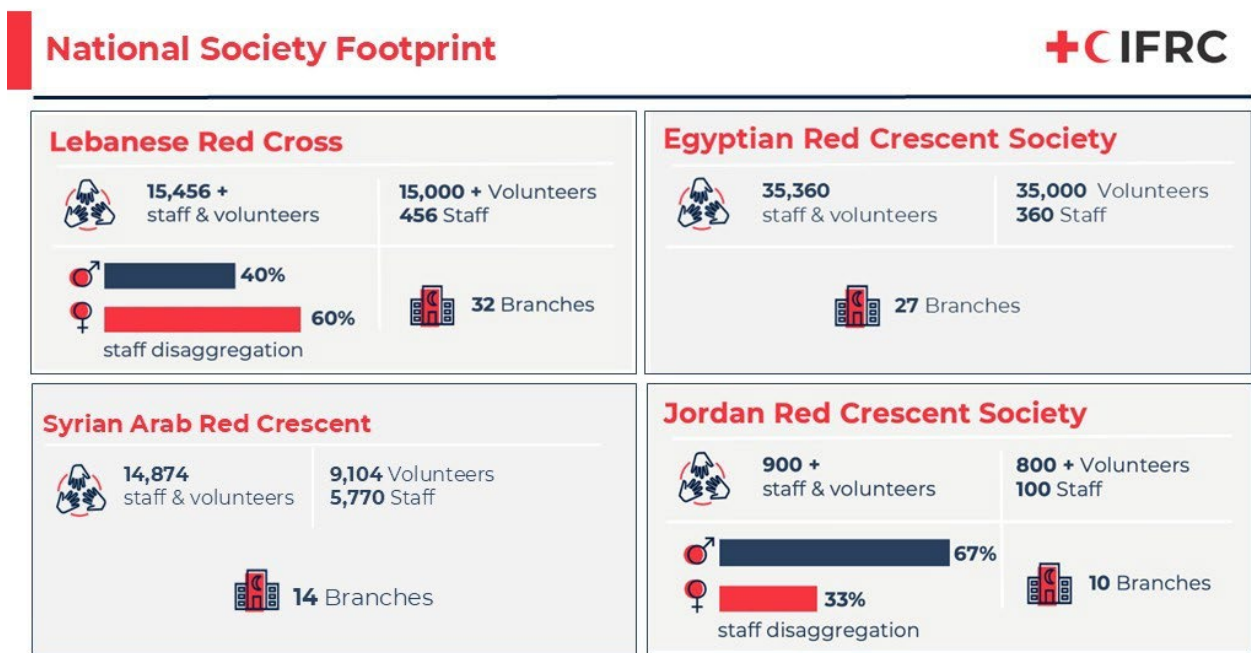 National Society Footprint
IFRC
Lebanese Red Cross
15,456 +
staff & volunteers
15,000 + Volunteers
456 Staff
40%
60%
staff disaggregation
32 Branches
Egyptian Red Crescent Society
35,360
staff & volunteers
35,000 Volunteers
360 Staff
27 Branches
Syrian Arab Red Crescent
14,874
staff & volunteers
9,104 Volunteers
5,770 Staff
14 Branches
Jordan Red Crescent Society
900 +
staff & volunteers
800 + Volunteers
100 Staff
67%
33%
staff disaggregation
10 Branches